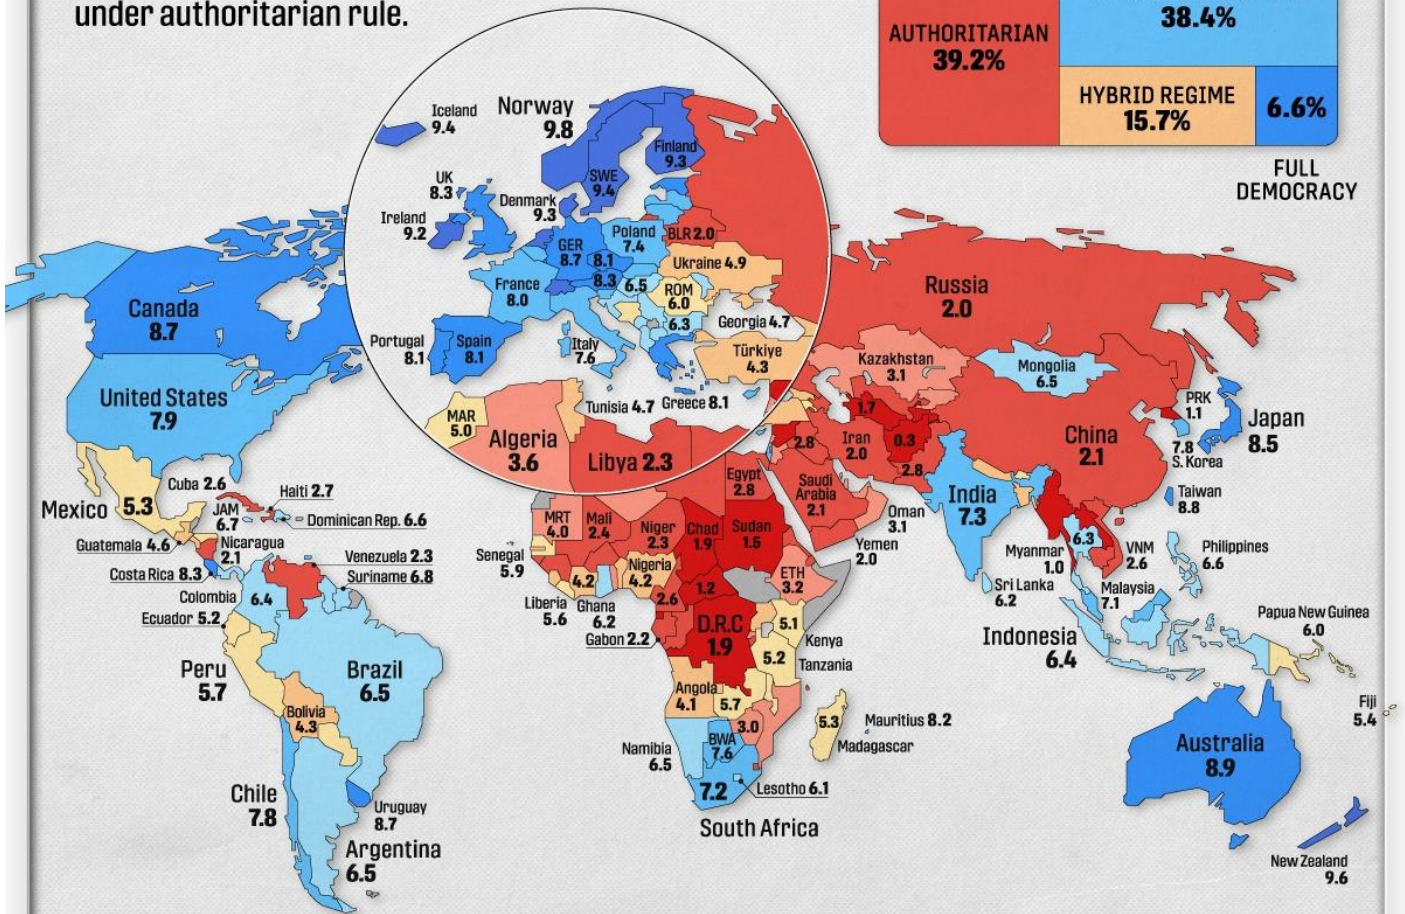 under authoritarian rule.
38.4%
AUTHORITARIAN
39.2%
HYBRID REGIME
15.7%
6.6%
FULL
DEMOCRACY
Iceland
9.4
Norway
9.8
Finland
9.3
SWE
9.4
UK
8.3
Denmark
9.3
Ireland
9.2
GER
8.7
8.1
Poland
7.4
BLR 2.0
Ukraine 4.9
France
8.0
8.3
6.5
ROM
6.0
6.3
Georgia 4.7
Portugal
8.1
Spain
8.1
Italy
7.6
Türkiye
4.3
Tunisia 4.7
Greece 8.1
MAR
5.0
Algeria
3.6
Libya 2.3
Canada
8.7
United States
7.9
Mexico 5.3
Cuba 2.6
Haiti 2.7
JAM
6.7
Dominican Rep. 6.6
Guatemala 4.6
Nicaragua
2.1
Costa Rica 8.3
Venezuela 2.3
Suriname 6.8
Colombia
6.4
Ecuador 5.2
Peru
5.7
Brazil
6.5
Bolivia
4.3
Chile
7.8
Uruguay
8.7
Argentina
6.5
Russia
2.0
Kazakhstan
3.1
Mongolia
6.5
PRK
1.1
Japan
8.5
7.8
S. Korea
China
2.1
Taiwan
8.8
1.7
0.3
2.8
Iran
2.0
2.8
Egypt
2.8
Saudi
Arabia
2.1
Oman
3.1
Yemen
2.0
India
7.3
Myanmar
1.0
6.3
VNM
2.6
Philippines
6.6
Sri Lanka
6.2
Malaysia
7.1
Indonesia
6.4
Papua New Guinea
6.0
Fiji
5.4
Australia
8.9
New Zealand
9.6
MRT
4.0
Mali
2.4
Niger
2.3
Chad
1.9
Sudan
1.5
Senegal
5.9
4.2
Nigeria
4.2
ETH
3.2
Liberia
5.6
Ghana
6.2
2.6
1.2
Gabon 2.2
D.R.C
1.9
5.1
Kenya
5.2
Tanzania
Angola
4.1
5.7
3.0
5.3
Madagascar
Mauritius 8.2
Namibia
6.5
BWA
7.6
7.2
Lesotho 6.1
South Africa